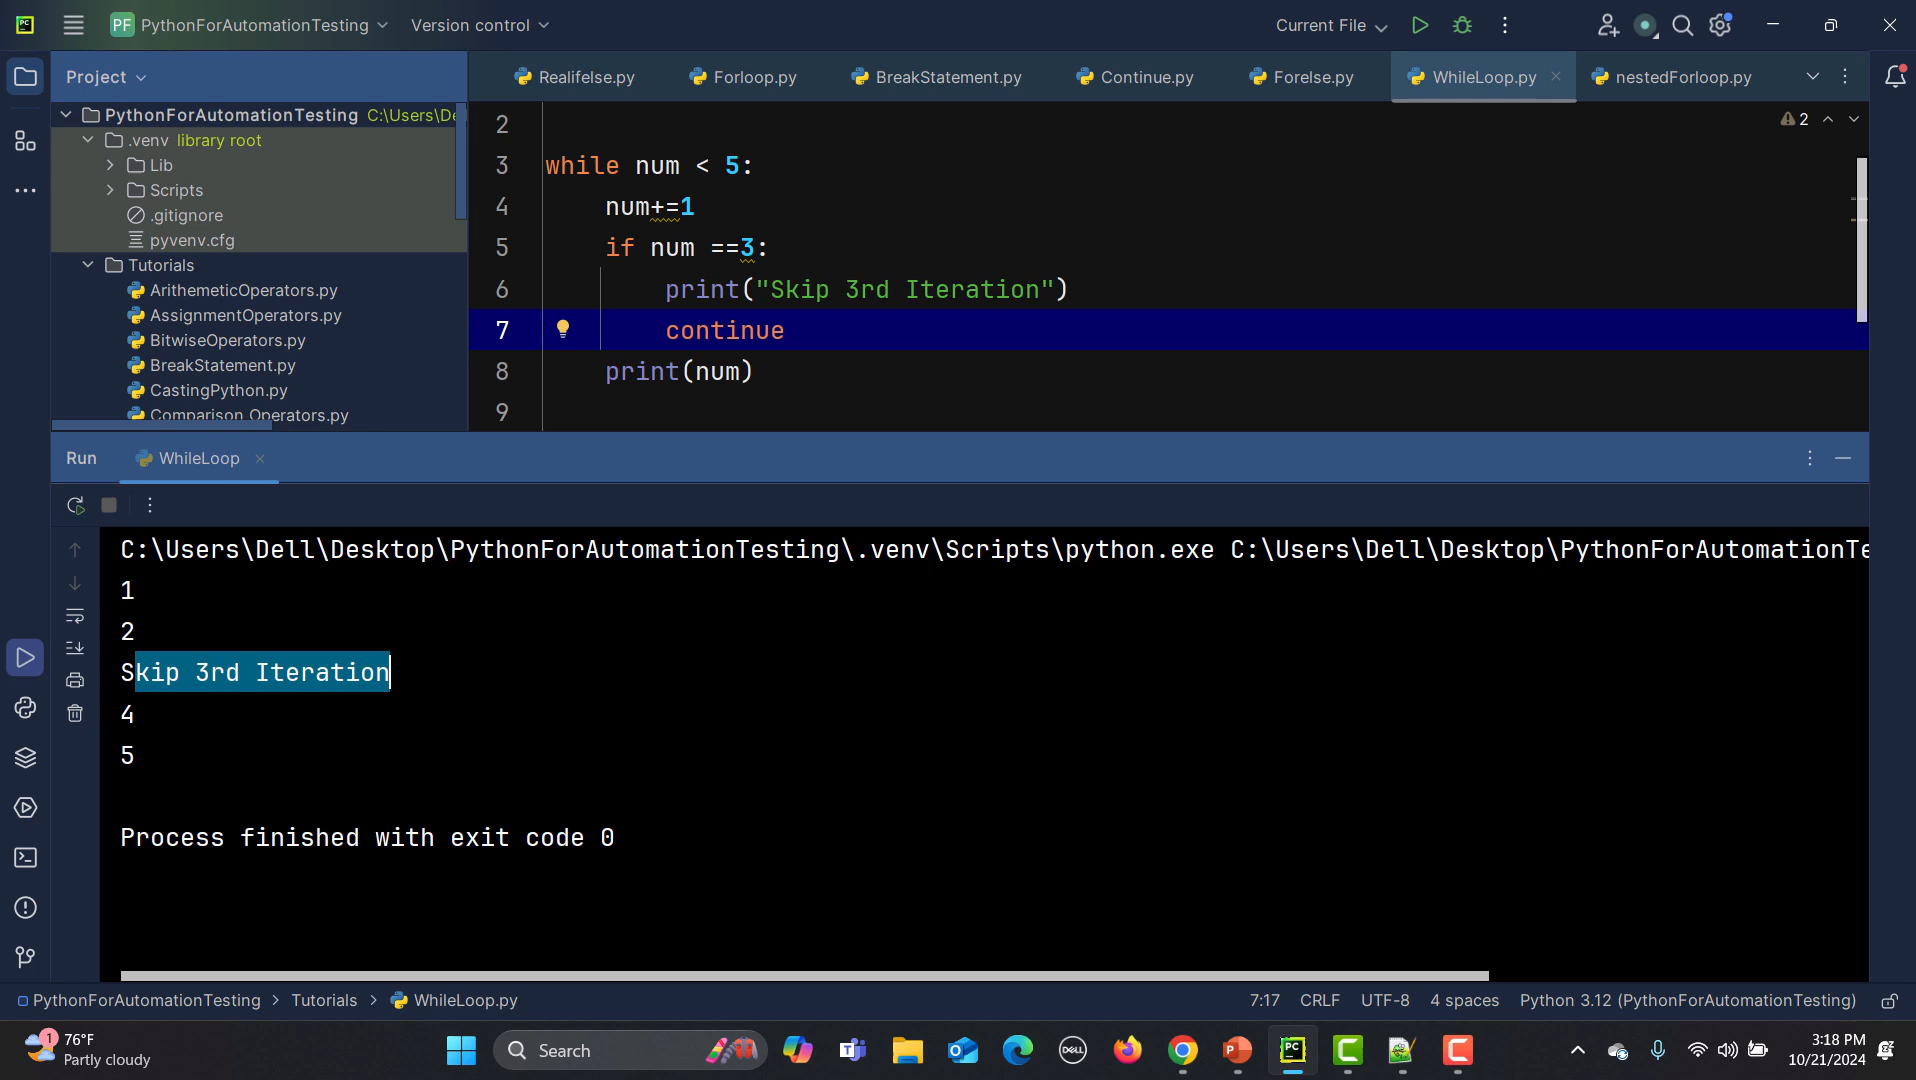 PC
PF PythonForAutomationTesting
Version control
Current File
Project
Realifelse.py
Forloop.py
BreakStatement.py
Continue.py
Forelse.py
WhileLoop.py
nestedForloop.py
PythonForAutomationTesting C:\Users\De
.venv library root
Lib
Scripts
.gitignore
pyvenv.cfg
Tutorials
ArithemeticOperators.py
AssignmentOperators.py
BitwiseOperators.py
BreakStatement.py
CastingPython.py
Comparison Operators.py
2
2
3 while num < 5:
4 num+=1
5 if num ==3:
6 print("Skip 3rd Iteration")
7 continue
8 print(num)
9
Run WhileLoop
C:\Users\Dell\Desktop\PythonForAutomationTesting\.venv\Scripts\python.exe C:\Users\Dell\Desktop\PythonForAutomationTe
1
2
Skip 3rd Iteration
4
5
Process finished with exit code 0
PythonForAutomationTesting > Tutorials > WhileLoop.py
7:17 CRLF UTF-8 4 spaces Python 3.12 (PythonForAutomationTesting)
1
76°F
Partly cloudy
Search
T
O
DELL
P
PC
C
C
3:18 PM
10/21/2024